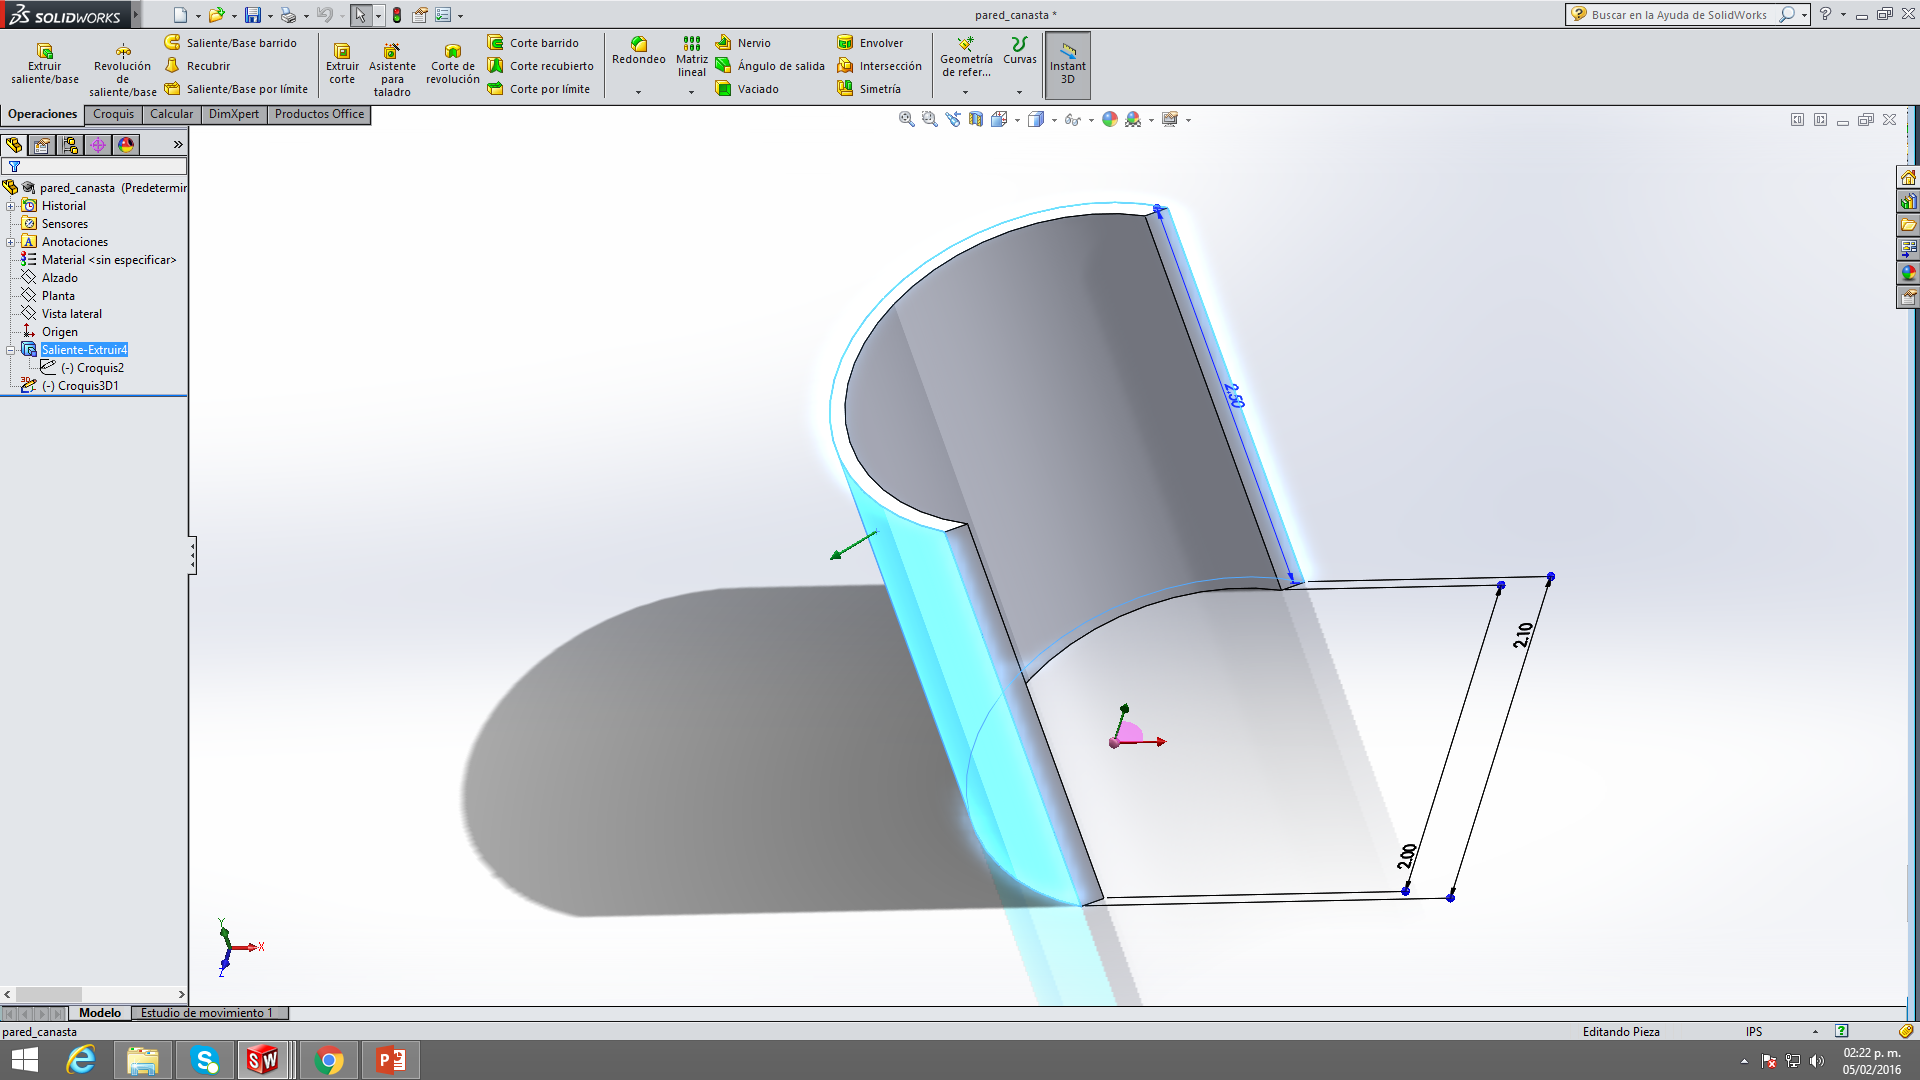 SOLIDWORKS
pared_canasta *
Buscar en la Ayuda de SolidWorks
Extruir saliente/base
Revolución de saliente/base
Saliente/Base barrido
Recubrir
Saliente/Base por límite
Extruir corte
Asistente para taladro
Corte de revolución
Corte barrido
Corte recubierto
Corte por límite
Redondeo
Matriz lineal
Nervio
Ángulo de salida
Vaciado
Envolver
Intersección
Simetría
Geometría de refer...
Curvas
Instant 3D
Operaciones
Croquis
Calcular
DimXpert
Productos Office
pared_canasta (Predetermir
Historial
Sensores
Anotaciones
Material <sin especificar>
Alzado
Planta
Vista lateral
Origen
Saliente-Extruir4
(-) Croquis2
(-) Croquis3D1
2.50
2.10
2.00
Y
X
Z
Modelo
Estudio de movimiento 1
pared_canasta
Editando Pieza
IPS
02:22 p. m.
05/02/2016